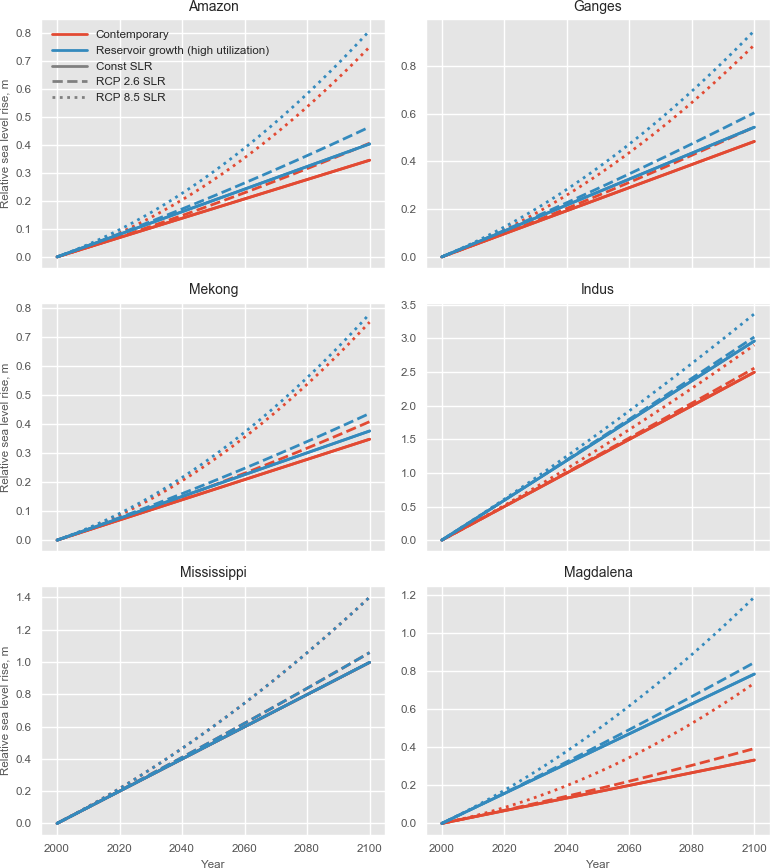 Amazon
Ganges
Relative sea level rise, m
0.8
0.7
0.6
0.5
0.4
0.3
0.2
0.1
0.0
Contemporary
Reservoir growth (high utilization)
Const SLR
RCP 2.6 SLR
RCP 8.5 SLR
0.8
0.6
0.4
0.2
0.0
Mekong
Indus
Relative sea level rise, m
0.8
0.7
0.6
0.5
0.4
0.3
0.2
0.1
0.0
3.5
3.0
2.5
2.0
1.5
1.0
0.5
0.0
Mississippi
Magdalena
Relative sea level rise, m
1.4
1.2
1.0
0.8
0.6
0.4
0.2
0.0
2000 2020 2040 2060 2080 2100
Year
1.2
1.0
0.8
0.6
0.4
0.2
0.0
2000 2020 2040 2060 2080 2100
Year